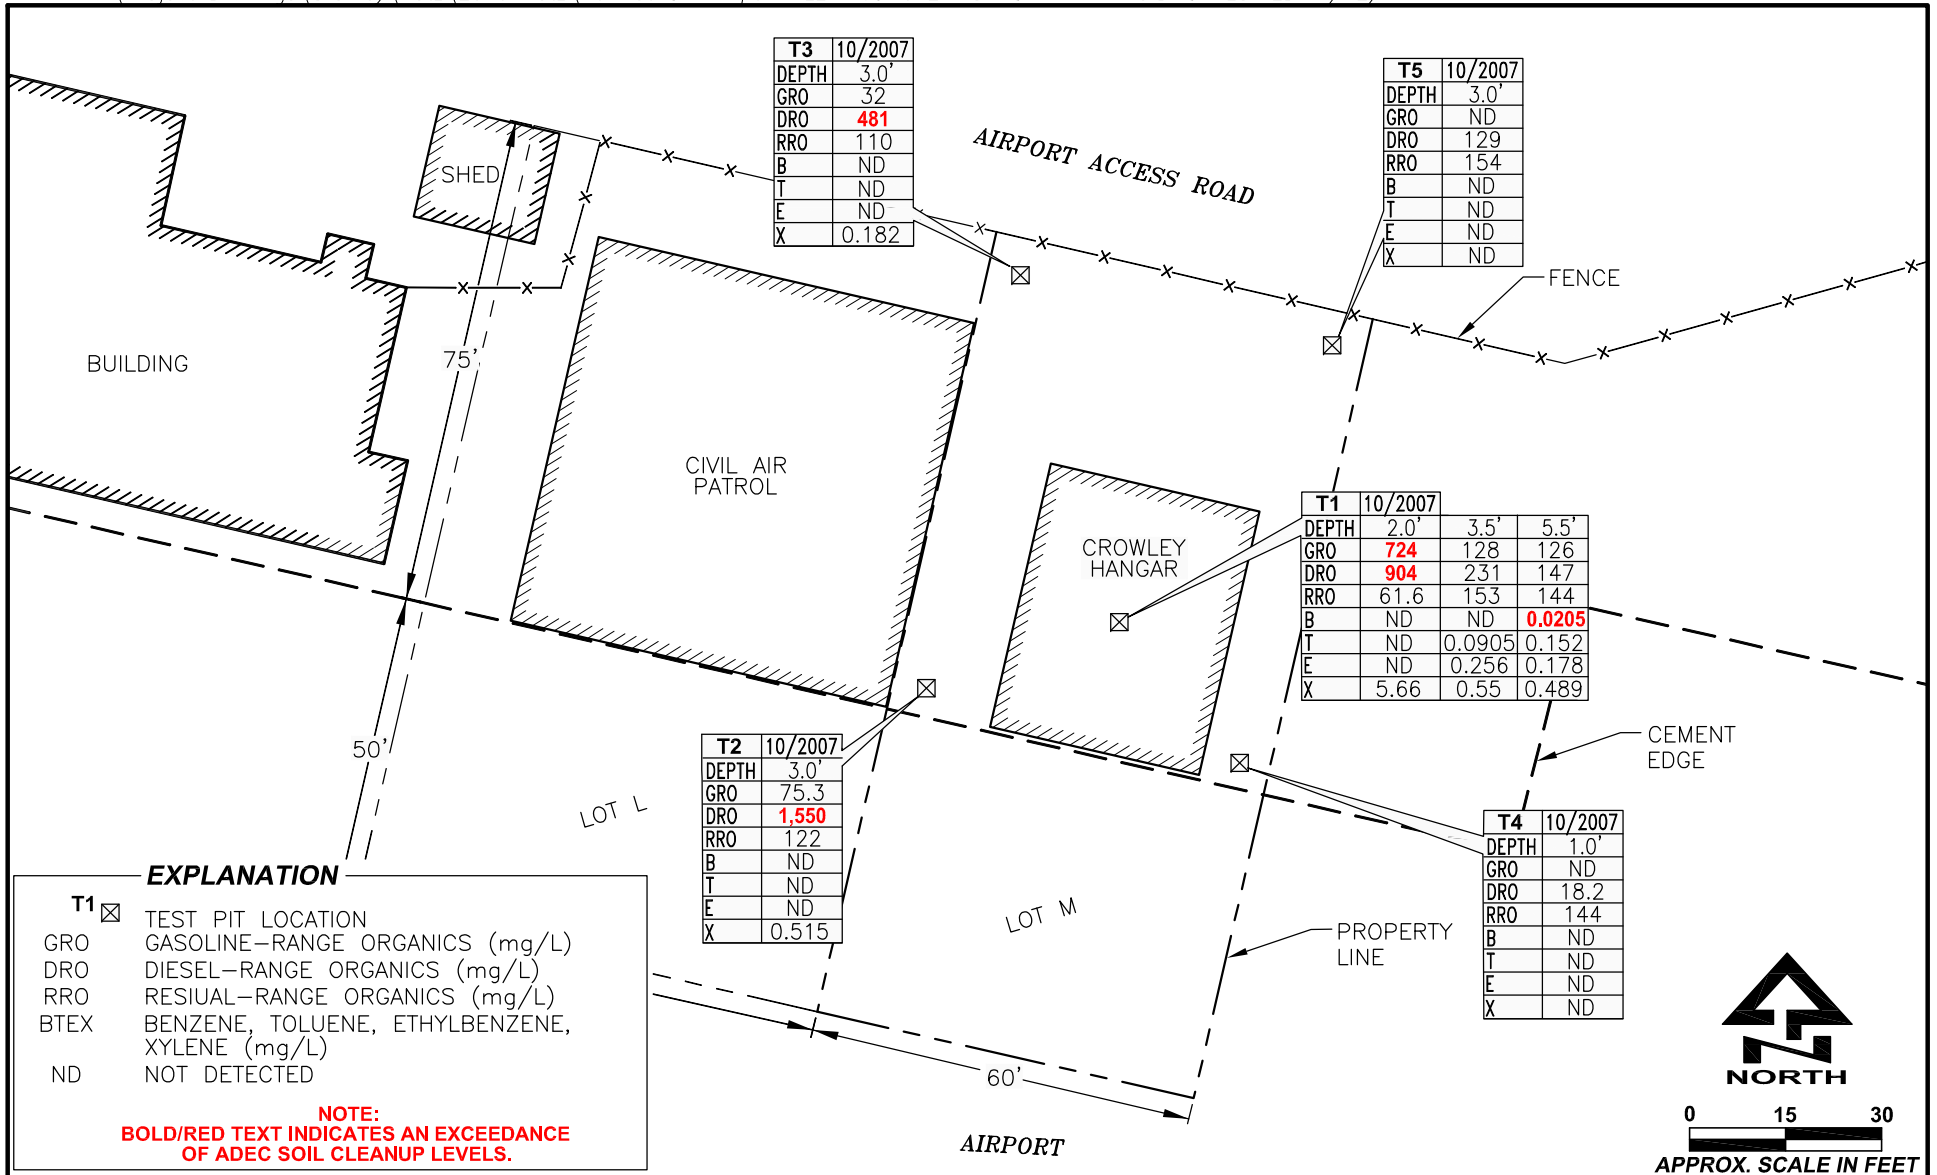 T3 10/2007
DEPTH 3.0'
GRO 32
DRO 481
RRO 110
B ND
T ND
E ND
X 0.182
T5 10/2007
DEPTH 3.0'
GRO ND
DRO 129
RRO 154
B ND
T ND
E ND
X ND
AIRPORT ACCESS ROAD
SHED
FENCE
BUILDING
75'
CIVIL AIR
PATROL
CROWLEY
HANGAR
T1 10/2007
DEPTH 2.0' 3.5' 5.5'
GRO 724 128 126
DRO 904 231 147
RRO 61.6 153 144
B ND ND 0.0205
T ND 0.0905 0.152
E ND 0.256 0.178
X 5.66 0.55 0.489
50'
CEMENT
EDGE
T2 10/2007
DEPTH 3.0'
GRO 75.3
DRO 1,550
RRO 122
B ND
T ND
E ND
X 0.515
LOT L
LOT M
T4 10/2007
DEPTH 1.0'
GRO ND
DRO 18.2
RRO 144
B ND
T ND
E ND
X ND
PROPERTY
LINE
60'
AIRPORT
EXPLANATION
T1 TEST PIT LOCATION
GRO GASOLINE-RANGE ORGANICS (mg/L)
DRO DIESEL-RANGE ORGANICS (mg/L)
RRO RESIUAL-RANGE ORGANICS (mg/L)
BTEX BENZENE, TOLUENE, ETHYLBENZENE,
XYLENE (mg/L)
ND NOT DETECTED
NOTE:
BOLD/RED TEXT INDICATES AN EXCEEDANCE
OF ADEC SOIL CLEANUP LEVELS.
N
NORTH
0 15 30
APPROX. SCALE IN FEET